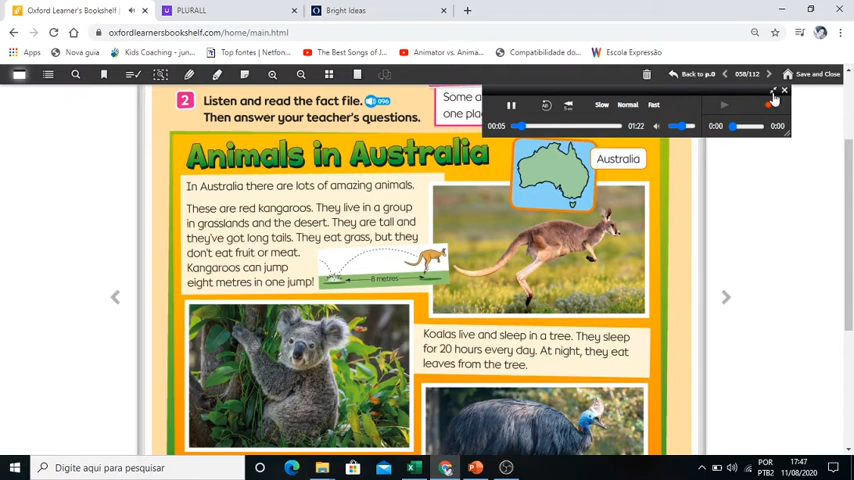 Oxford Learner's Bookshelf
PLURALL
Bright Ideas
oxfordlearnersbookshelf.com/home/main.html
Apps
Nova guia
Kids Coaching - jun...
Top fontes | Netfon...
The Best Songs of J...
Animator vs. Anima...
Compatibilidade do...
Escola Expressão
Back to p.0
058/112
Save and Close
2 Listen and read the fact file. 096
Then answer your teacher's questions.
Some a
one pla
Slow Normal Fast
00:05 01:22 0:00 0:00
Animals in Australia
Australia
In Australia there are lots of amazing animals.
These are red kangaroos. They live in a group
in grasslands and the desert. They are tall and
they've got long tails. They eat grass, but they
don't eat fruit or meat.
Kangaroos can jump
eight metres in one jump!
8 metres
Koalas live and sleep in a tree. They sleep
for 20 hours every day. At night, they eat
leaves from the tree.
Digite aqui para pesquisar
POR
PTB2
17:47
11/08/2020